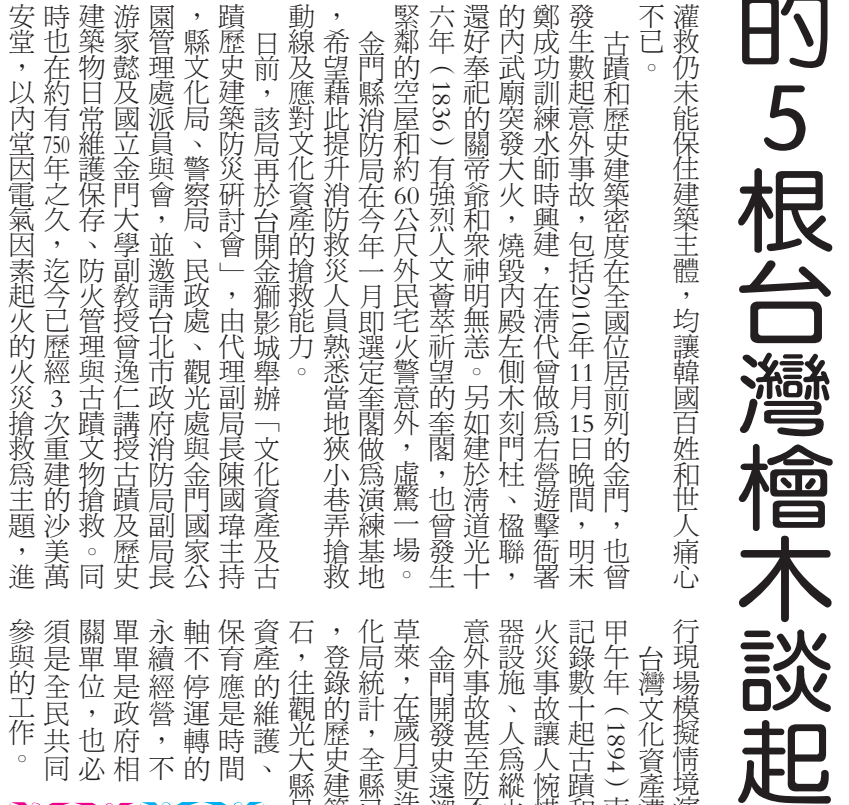 的5根台灣檜木談起
灌救仍未能保住建築主體，均讓韓國百姓和世人痛心
不已。
古蹟和歷史建築密度在全國位居前列的金門，也曾
發生數起意外事故，包括2010年11月15日晚間，明末
鄭成功訓練水師時興建，在清代曾做為右營游擊衙署
的內武廟突發大火，燒毀內殿左側木刻門柱、楹聯，
還好奉祀的關帝爺和眾神明無恙。另如建於清道光十
六年（1836）有強烈人文薈萃祈望的奎閣，也曾發生
緊鄰的空屋和約60公尺外民宅火警意外，虛驚一場。
金門縣消防局在今年一月即選定奎閣做為演練基地
，希望藉此提升消防救災人員熟悉當地狹小巷弄搶救
動線及應對文化資產的搶救能力。
日前，該局再於台開金獅影城舉辦「文化資產及古
蹟歷史建築防災研討會」，由代理副局長陳國瑋主持
，縣文化局、警察局、民政處、觀光處與金門國家公
園管理處派員與會，並邀請台北市政府消防局副局長
游家懿及國立金門大學副教授曾逸仁講授古蹟及歷史
建築物日常維護保存、防火管理與古蹟文物搶救。同
時也在約有750年之久，迄今已歷經3次重建的沙美萬
安堂，以內堂因電氣因素起火的火災搶救為主題，進
行現場模擬情境
台灣文化資產
甲午年（1894）
記錄數十起古蹟
火災事故讓人惋
器設施、人為縱
意外事故甚至防
金門開發史遠
草萊，在歲月更
化局統計，全縣
，登錄的歷史建
石，往觀光大縣
資產的維護、
保育應是時間
軸不停運轉的
永續經營，不
單單是政府相
關單位，也必
須是全民共同
參與的工作。